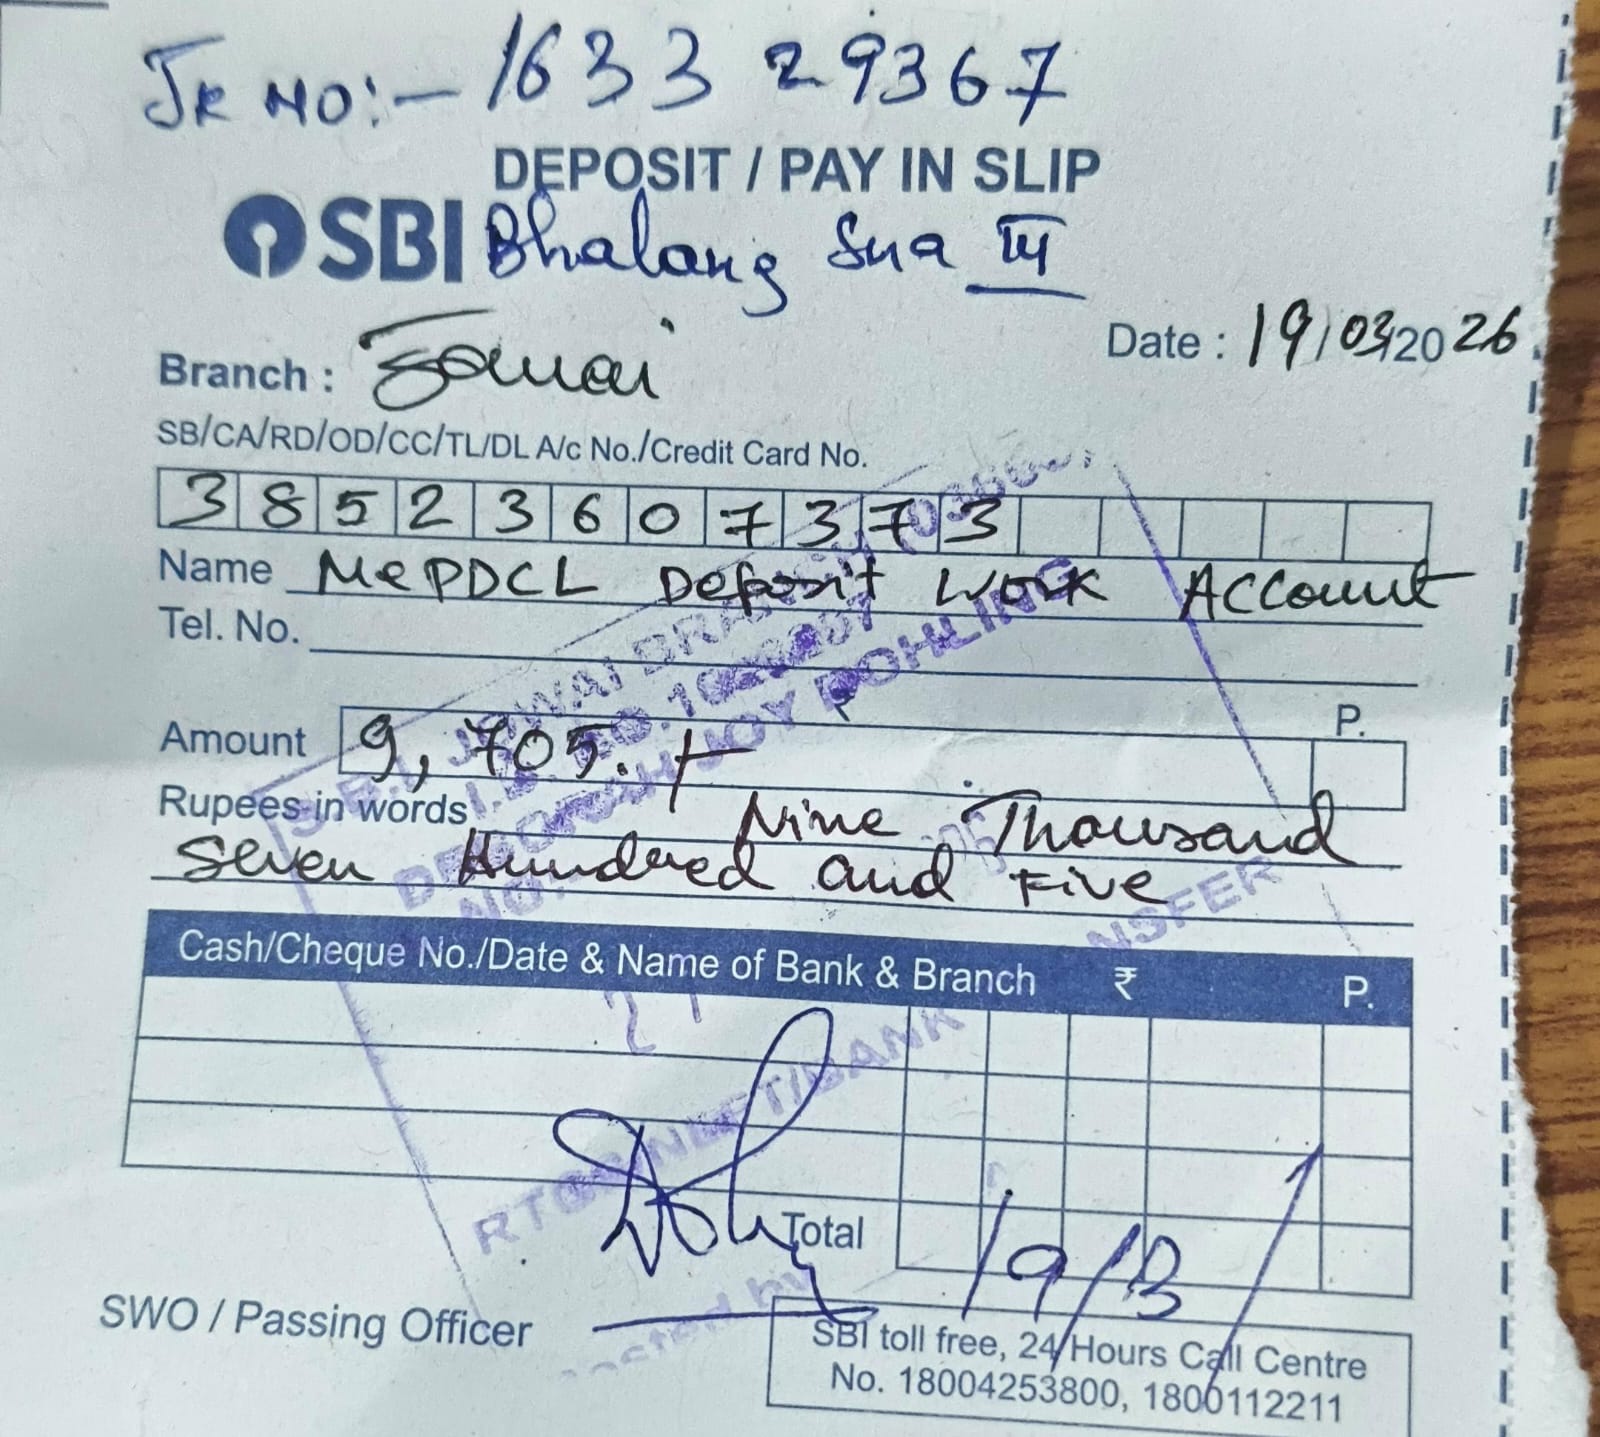 JR NO:- 163329367
DEPOSIT / PAY IN SLIP
SBI Bhalang Sna III
Date : 19/03/2026
Branch : Jowai
SB/CA/RD/OD/CC/TL/DL A/c No./Credit Card No.
38523607373
Name MePDCL Deposit Work Account
Tel. No.
₹ P.
Amount 9,705.
Rupees in words Nine Thousand
Seven Hundred and Five
Cash/Cheque No./Date & Name of Bank & Branch ₹ P.
Total
19/3
SWO / Passing Officer
SBI toll free, 24 Hours Call Centre
No. 18004253800, 1800112211